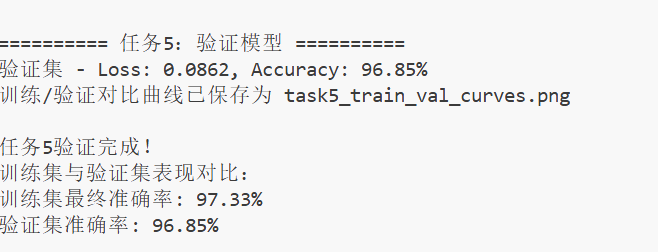 ========== 任务5: 验证模型 ==========
验证集 - Loss: 0.0862, Accuracy: 96.85%
训练/验证对比曲线已保存为 task5_train_val_curves.png
任务5验证完成！
训练集与验证集表现对比:
训练集最终准确率: 97.33%
验证集准确率: 96.85%